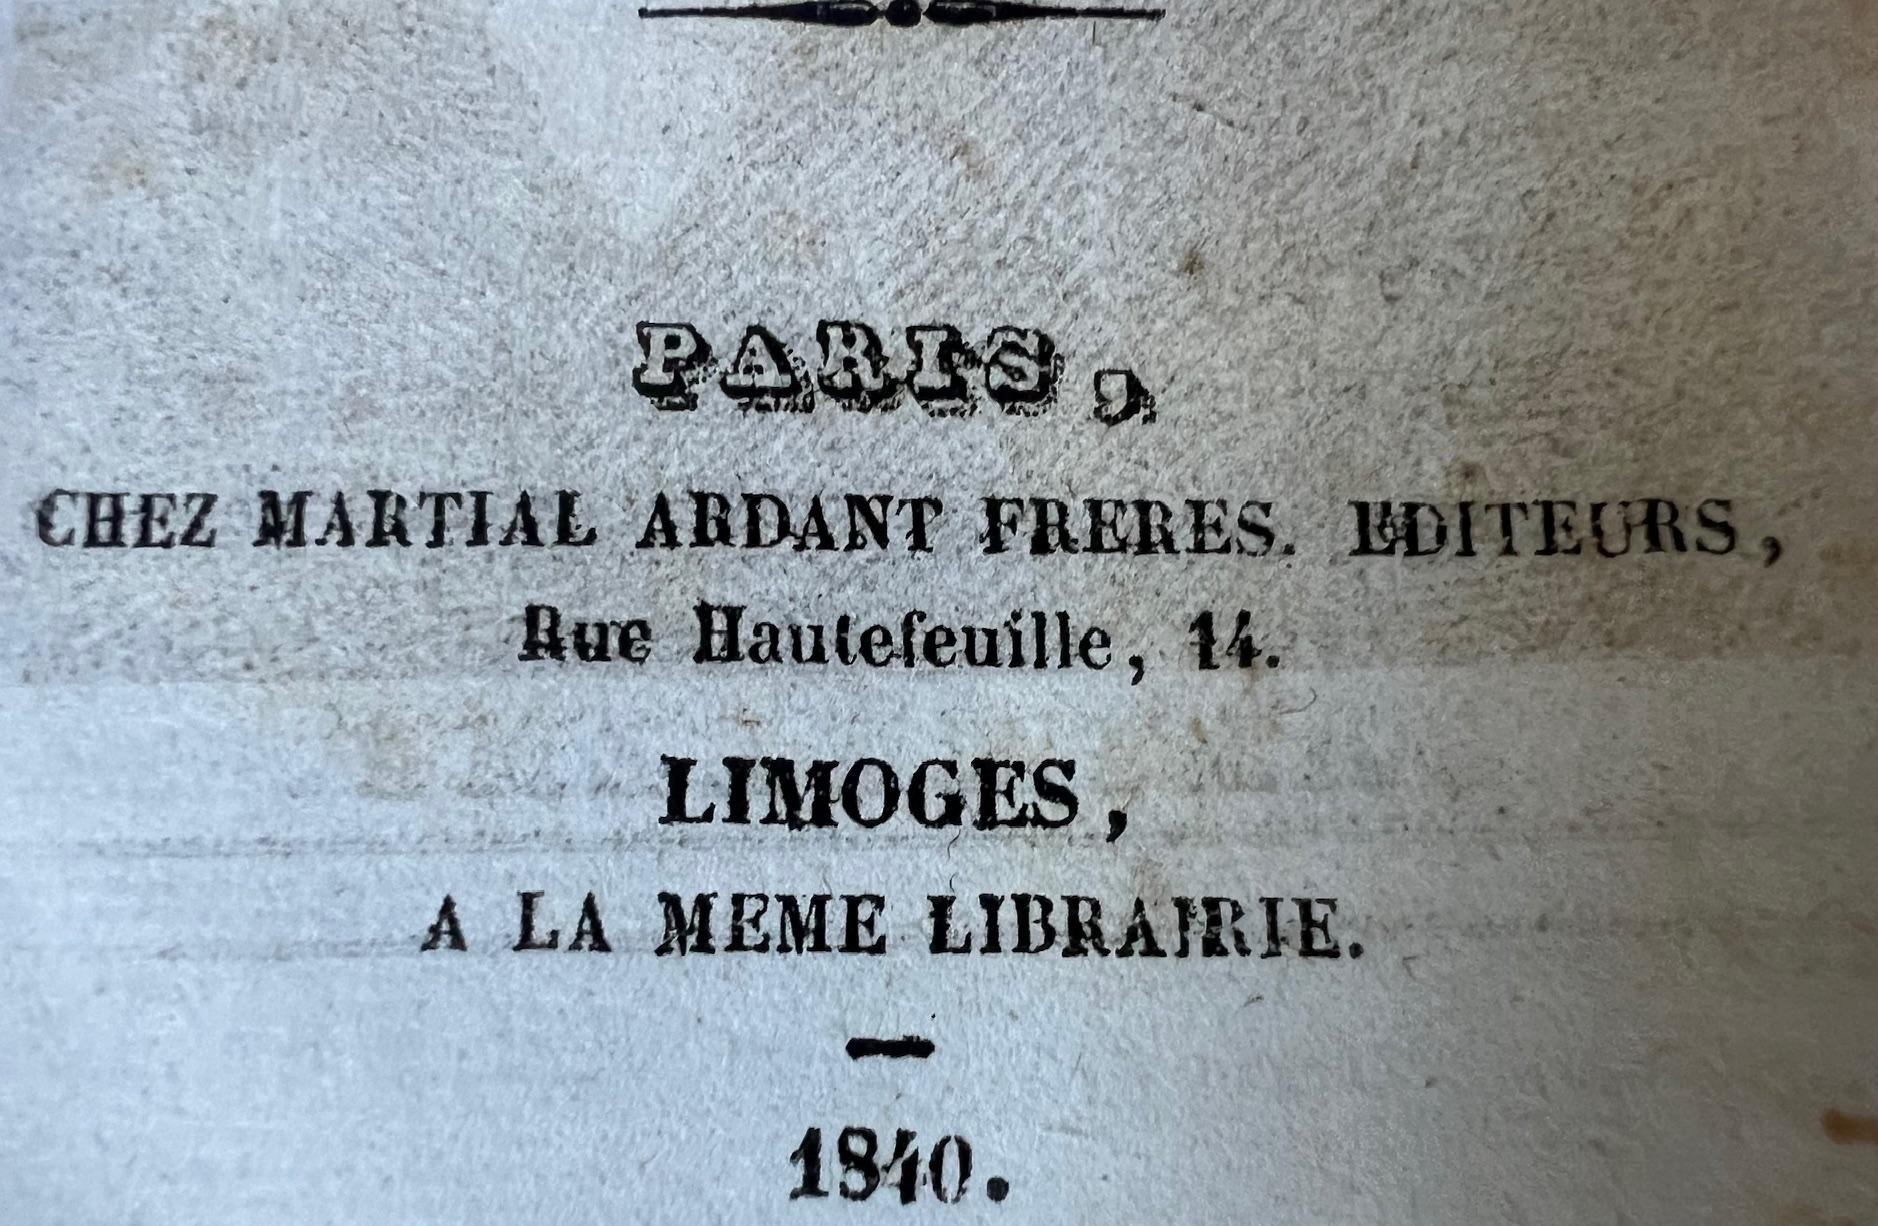 PARIS,
CHEZ MARTIAL ARDANT FRERES. EDITEURS,
Rue Hautefeuille, 14.
LIMOGES,
A LA MEME LIBRAIRIE.
1840.